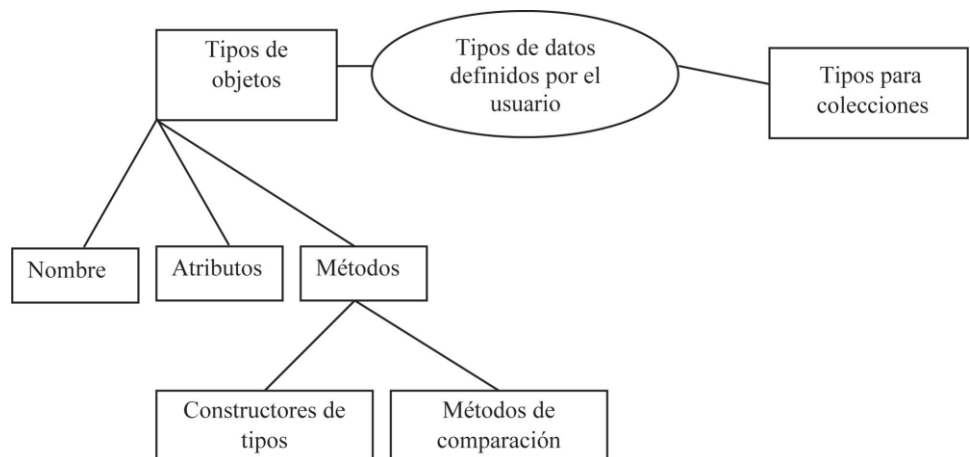 Tipos de
objetos
Tipos de datos
definidos por el
usuario
Tipos para
colecciones
Nombre
Atributos
Métodos
Constructores de
tipos
Métodos de
comparación